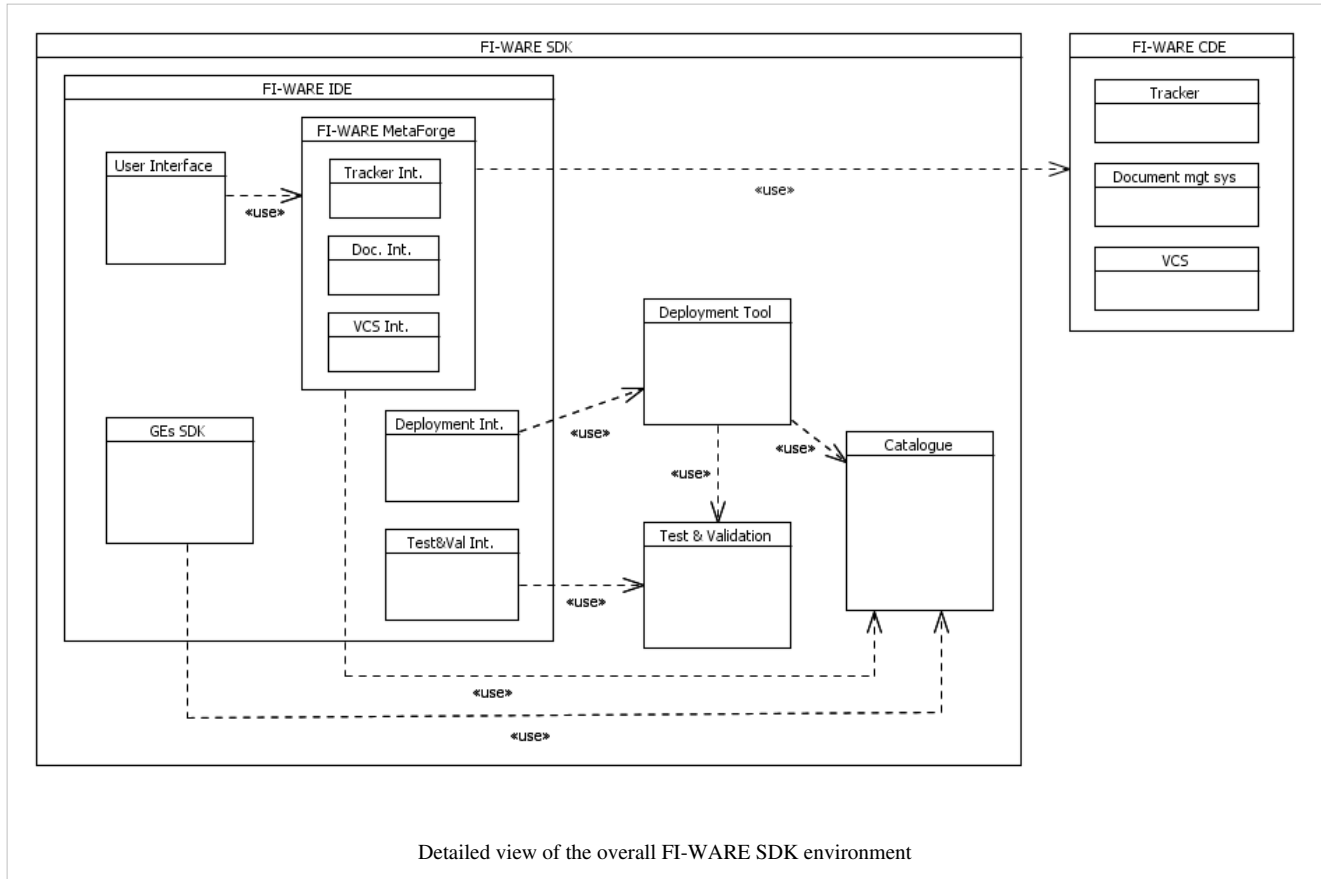 FI-WARE SDK
FI-WARE CDE
FI-WARE IDE
Tracker
FI-WARE MetaForge
User Interface
Tracker Int.
Document mgt sys
«use»
«use»
Doc. Int.
VCS
VCS Int.
Deployment Tool
GEs SDK
Deployment Int.
«use»
Catalogue
«use»
«use»
Test&Val Int.
Test & Validation
«use»
«use»
«use»
Detailed view of the overall FI-WARE SDK environment